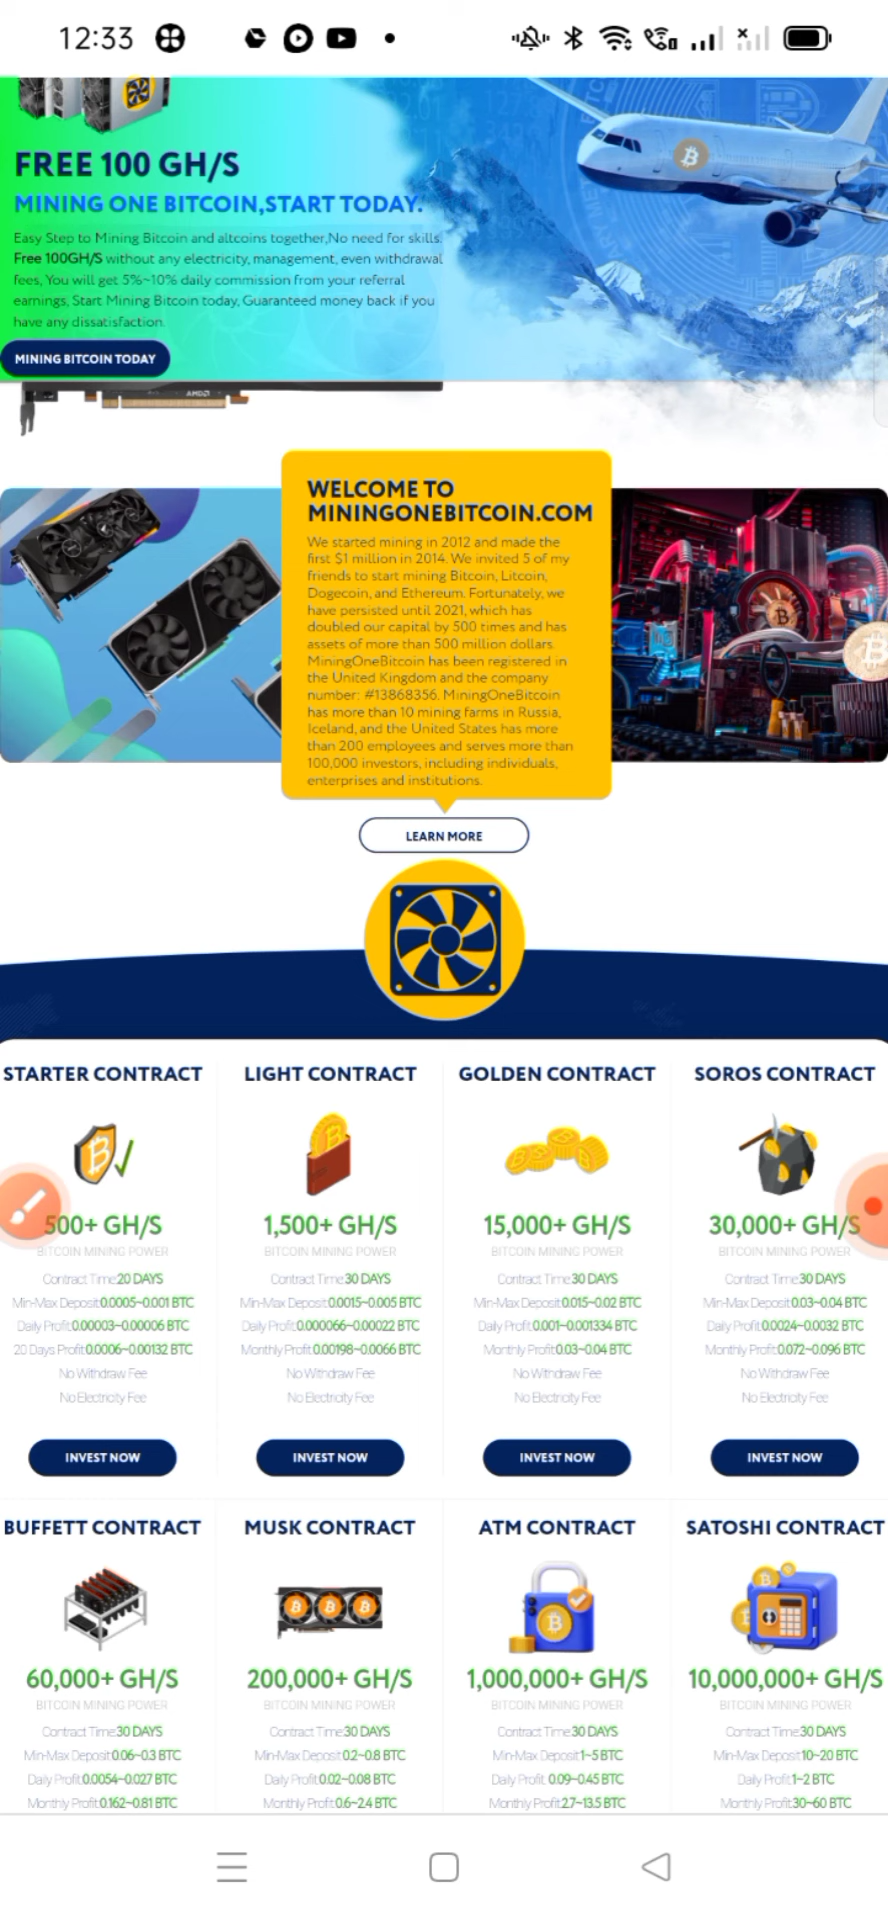 12:33
FREE 100 GH/S
MINING ONE BITCOIN,START TODAY.
Easy Step to Mining Bitcoin and altcoins together,No need for skills.
Free 100GH/S without any electricity, management, even withdrawal
fees, You will get 5%~10% daily commission from your referral
earnings, Start Mining Bitcoin today, Guaranteed money back if you
have any dissatisfaction.
MINING BITCOIN TODAY
AMD
WELCOME TO
MININGONEBITCOIN.COM
We started mining in 2012 and made the
first $1 million in 2014. We invited 5 of my
friends to start mining Bitcoin, Litcoin,
Dogecoin, and Ethereum. Fortunately, we
have persisted until 2021, which has
doubled our capital by 500 times and has
assets of more than 500 million dollars.
MiningOneBitcoin has been registered in
the United Kingdom and the company
number: #13868356. MiningOneBitcoin
has more than 10 mining farms in Russia,
Iceland, and the United States has more
than 200 employees and serves more than
100,000 investors, including individuals,
enterprises and institutions.
LEARN MORE
STARTER CONTRACT
500+ GH/S
BITCOIN MINING POWER
Contract Time:20 DAYS
Min-Max Deposit:0.0005~0.001 BTC
Daily Profit:0.00003~0.00006 BTC
20 Days Profit:0.0006~0.00132 BTC
No Withdraw Fee
No Electricity Fee
INVEST NOW
LIGHT CONTRACT
1,500+ GH/S
BITCOIN MINING POWER
Contract Time:30 DAYS
Min-Max Deposit:0.0015~0.005 BTC
Daily Profit:0.000066~0.00022 BTC
Monthly Profit:0.00198~0.0066 BTC
No Withdraw Fee
No Electricity Fee
INVEST NOW
GOLDEN CONTRACT
15,000+ GH/S
BITCOIN MINING POWER
Contract Time:30 DAYS
Min-Max Deposit:0.015~0.02 BTC
Daily Profit:0.001~0.001334 BTC
Monthly Profit:0.03~0.04 BTC
No Withdraw Fee
No Electricity Fee
INVEST NOW
SOROS CONTRACT
30,000+ GH/S
BITCOIN MINING POWER
Contract Time:30 DAYS
Min-Max Deposit:0.03~0.04 BTC
Daily Profit:0.0024~0.0032 BTC
Monthly Profit:0.072~0.096 BTC
No Withdraw Fee
No Electricity Fee
INVEST NOW
BUFFETT CONTRACT
60,000+ GH/S
BITCOIN MINING POWER
Contract Time:30 DAYS
Min-Max Deposit:0.06~0.3 BTC
Daily Profit:0.0054~0.027 BTC
Monthly Profit:0.162~0.81 BTC
MUSK CONTRACT
200,000+ GH/S
BITCOIN MINING POWER
Contract Time:30 DAYS
Min-Max Deposit:0.2~0.8 BTC
Daily Profit:0.02~0.08 BTC
Monthly Profit:0.6~2.4 BTC
ATM CONTRACT
1,000,000+ GH/S
BITCOIN MINING POWER
Contract Time:30 DAYS
Min-Max Deposit:1~5 BTC
Daily Profit: 0.09~0.45 BTC
Monthly Profit:2.7~13.5 BTC
SATOSHI CONTRACT
10,000,000+ GH/S
BITCOIN MINING POWER
Contract Time:30 DAYS
Min-Max Deposit:10~20 BTC
Daily Profit:1~2 BTC
Monthly Profit:30~60 BTC